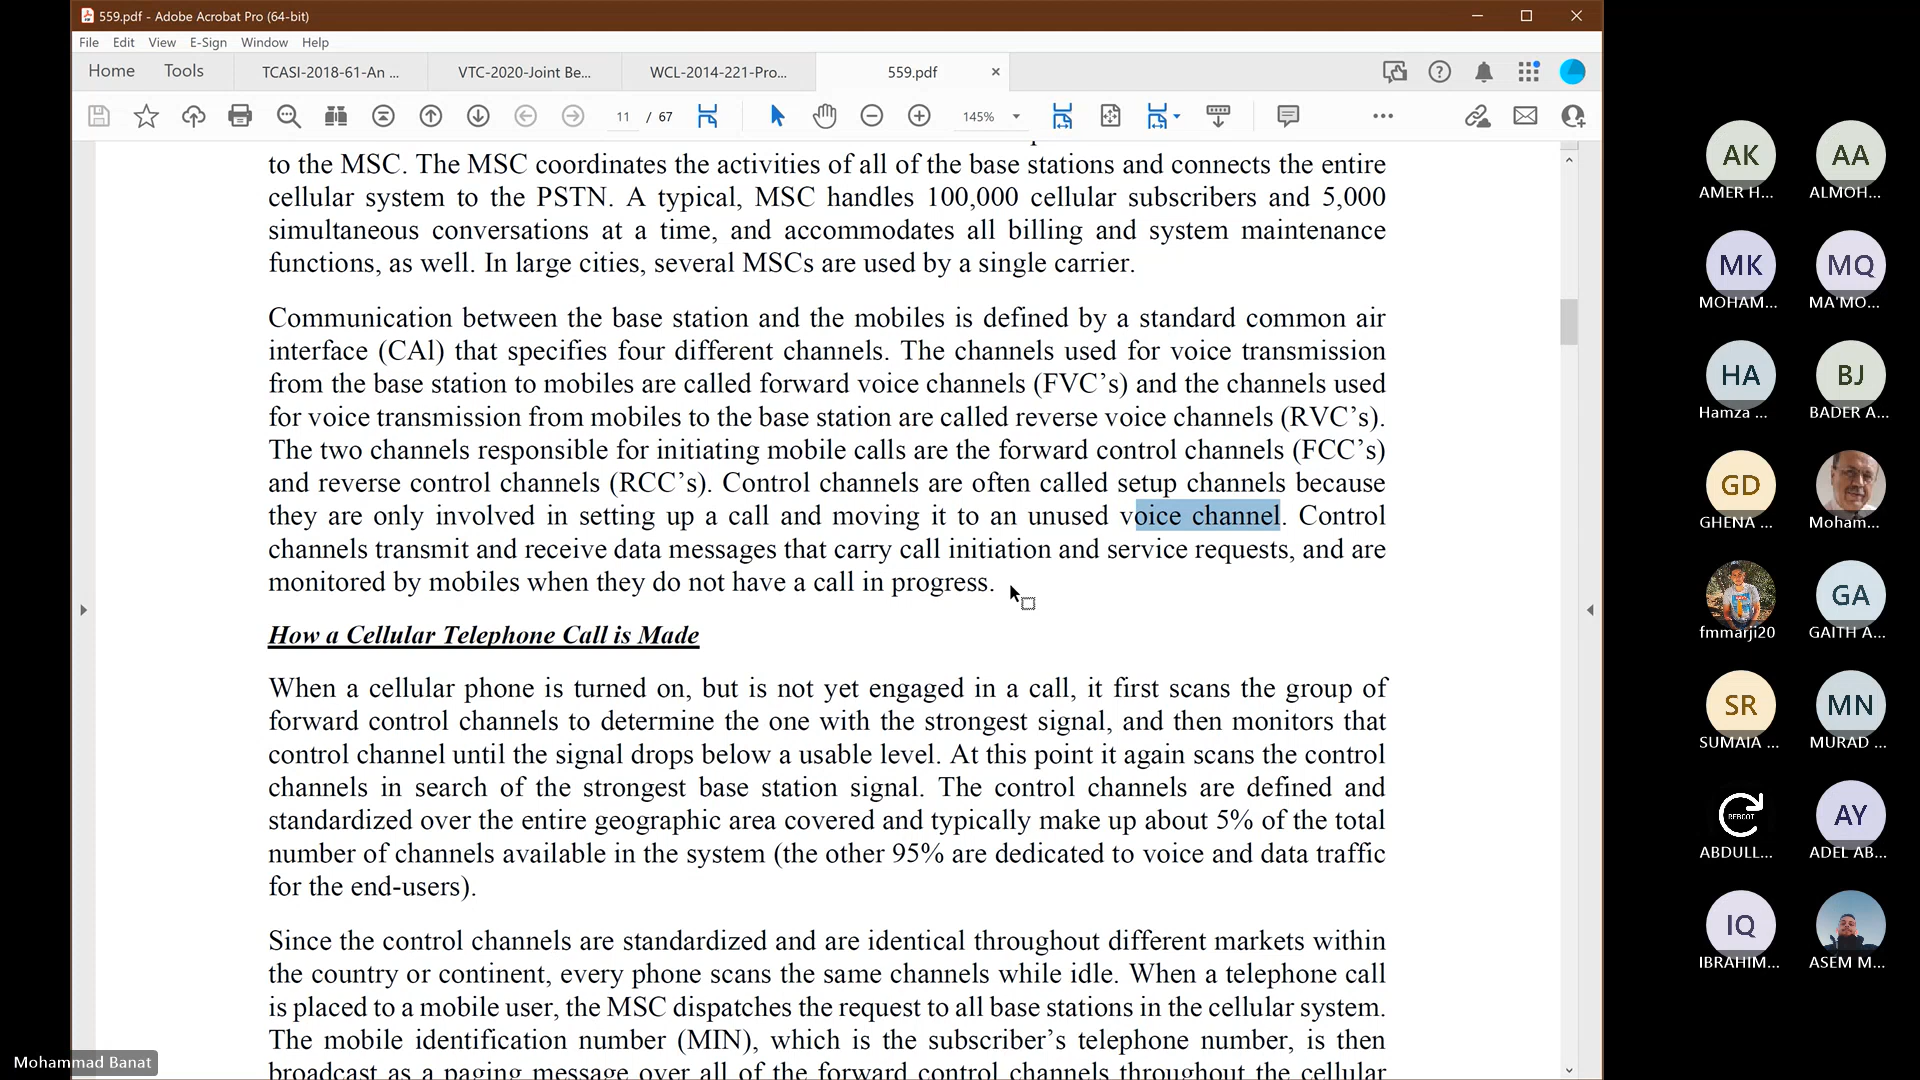 559.pdf - Adobe Acrobat Pro (64-bit)
File Edit View E-Sign Window Help
Home Tools TCASI-2018-61-An ... VTC-2020-Joint Be... WCL-2014-221-Pro... 559.pdf
11 / 67 145%
to the MSC. The MSC coordinates the activities of all of the base stations and connects the entire
cellular system to the PSTN. A typical, MSC handles 100,000 cellular subscribers and 5,000
simultaneous conversations at a time, and accommodates all billing and system maintenance
functions, as well. In large cities, several MSCs are used by a single carrier.
Communication between the base station and the mobiles is defined by a standard common air
interface (CAl) that specifies four different channels. The channels used for voice transmission
from the base station to mobiles are called forward voice channels (FVC’s) and the channels used
for voice transmission from mobiles to the base station are called reverse voice channels (RVC’s).
The two channels responsible for initiating mobile calls are the forward control channels (FCC’s)
and reverse control channels (RCC’s). Control channels are often called setup channels because
they are only involved in setting up a call and moving it to an unused voice channel. Control
channels transmit and receive data messages that carry call initiation and service requests, and are
monitored by mobiles when they do not have a call in progress.
How a Cellular Telephone Call is Made
When a cellular phone is turned on, but is not yet engaged in a call, it first scans the group of
forward control channels to determine the one with the strongest signal, and then monitors that
control channel until the signal drops below a usable level. At this point it again scans the control
channels in search of the strongest base station signal. The control channels are defined and
standardized over the entire geographic area covered and typically make up about 5% of the total
number of channels available in the system (the other 95% are dedicated to voice and data traffic
for the end-users).
Since the control channels are standardized and are identical throughout different markets within
the country or continent, every phone scans the same channels while idle. When a telephone call
is placed to a mobile user, the MSC dispatches the request to all base stations in the cellular system.
The mobile identification number (MIN), which is the subscriber’s telephone number, is then
broadcast as a paging message over all of the forward control channels throughout the cellular
Mohammad Banat
AK AA
AMER H... ALMOH...
MK MQ
MOHAM... MA'MO...
HA BJ
Hamza ... BADER A...
GD
GHENA ... Moham...
GA
fmmarji20 GAITH A...
SR MN
SUMAIA ... MURAD ...
REBOOT AY
ABDULL... ADEL AB...
IQ
IBRAHIM... ASEM M...